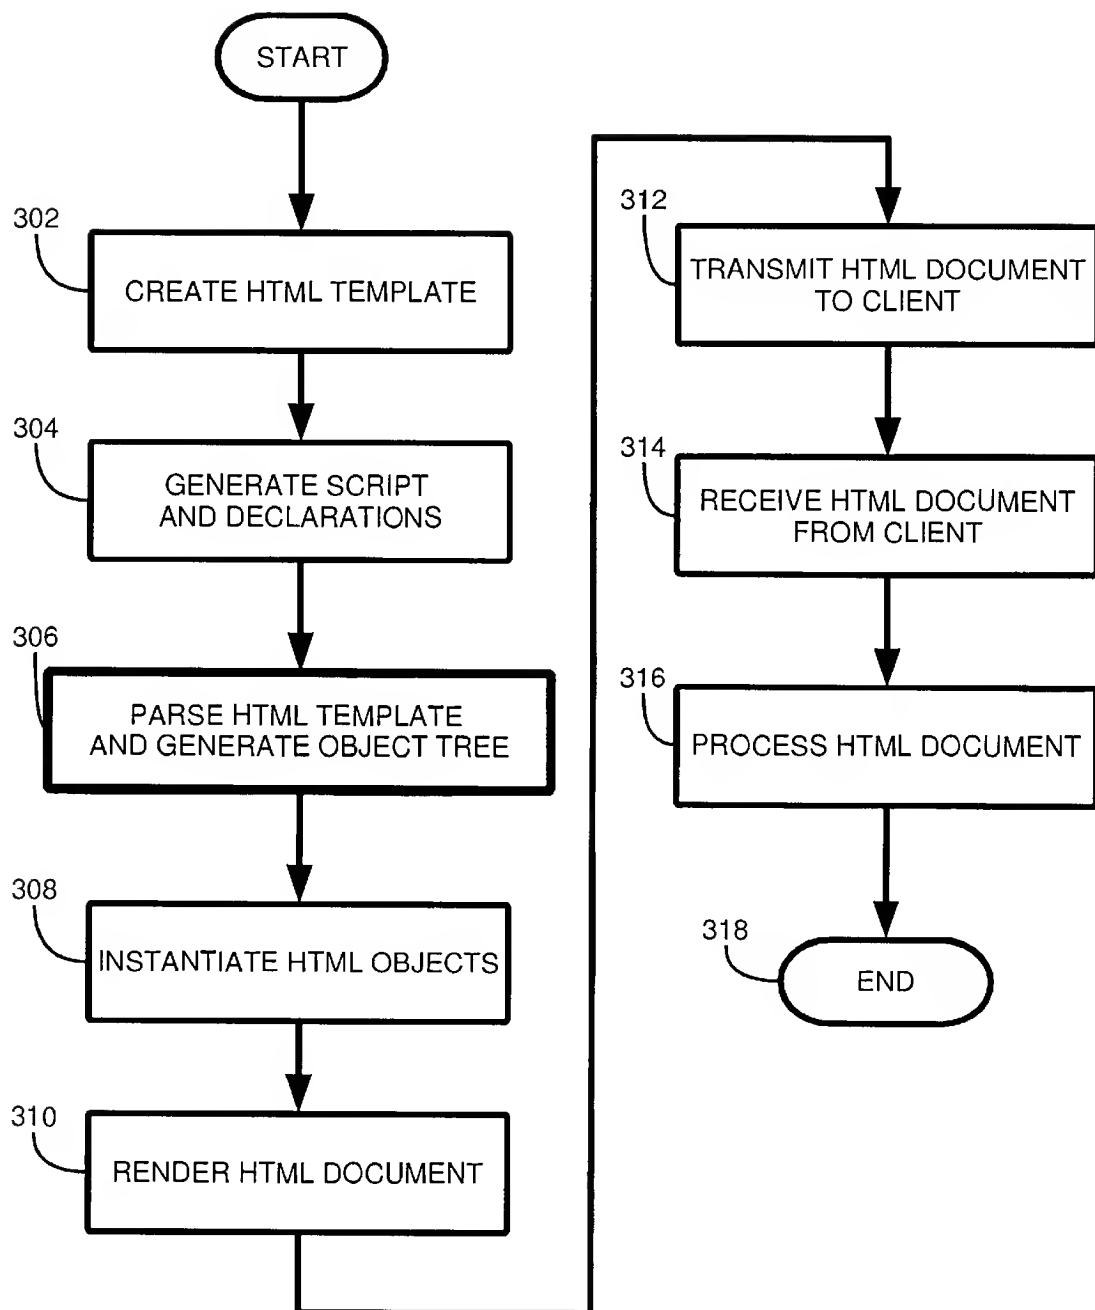 START
302
CREATE HTML TEMPLATE
304
GENERATE SCRIPT
AND DECLARATIONS
306
PARSE HTML TEMPLATE
AND GENERATE OBJECT TREE
308
INSTANTIATE HTML OBJECTS
310
RENDER HTML DOCUMENT
312
TRANSMIT HTML DOCUMENT
TO CLIENT
314
RECEIVE HTML DOCUMENT
FROM CLIENT
316
PROCESS HTML DOCUMENT
318
END